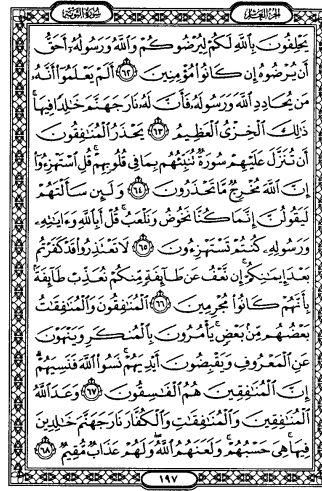 سورة التوبة الجزء العاشر
يَحْلِفُونَ بِاللَّهِ لَكُمْ لِيُرْضُوكُمْ وَاللَّهُ وَرَسُولُهُ أَحَقُّ
أَن يُرْضُوهُ إِن كَانُوا مُؤْمِنِينَ ٦٢ أَلَمْ يَعْلَمُوا أَنَّهُ
مَن يُحَادِدِ اللَّهَ وَرَسُولَهُ فَأَنَّ لَهُ نَارَ جَهَنَّمَ خَالِدًا فِيهَا
ذَٰلِكَ الْخِزْيُ الْعَظِيمُ ٦٣ يَحْذَرُ الْمُنَافِقُونَ
أَن تُنَزَّلَ عَلَيْهِمْ سُورَةٌ تُنَبِّئُهُم بِمَا فِي قُلُوبِهِمْ قُلِ اسْتَهْزِءُوا
إِنَّ اللَّهَ مُخْرِجٌ مَّا تَحْذَرُونَ ٦٤ وَلَئِن سَأَلْتَهُمْ
لَيَقُولُنَّ إِنَّمَا كُنَّا نَخُوضُ وَنَلْعَبُ قُلْ أَبِاللَّهِ وَءَايَاتِهِ
وَرَسُولِهِ كُنتُمْ تَسْتَهْزِءُونَ ٦٥ لَا تَعْتَذِرُوا قَدْ كَفَرْتُم
بَعْدَ إِيمَانِكُمْ إِن نَّعْفُ عَن طَائِفَةٍ مِّنكُمْ نُعَذِّبْ طَائِفَةً
بِأَنَّهُمْ كَانُوا مُجْرِمِينَ ٦٦ الْمُنَافِقُونَ وَالْمُنَافِقَاتُ
بَعْضُهُم مِّن بَعْضٍ يَأْمُرُونَ بِالْمُنكَرِ وَيَنْهَوْنَ
عَنِ الْمَعْرُوفِ وَيَقْبِضُونَ أَيْدِيَهُمْ نَسُوا اللَّهَ فَنَسِيَهُمْ
إِنَّ الْمُنَافِقِينَ هُمُ الْفَاسِقُونَ ٦٧ وَعَدَ اللَّهُ
الْمُنَافِقِينَ وَالْمُنَافِقَاتِ وَالْكُفَّارَ نَارَ جَهَنَّمَ خَالِدِينَ
فِيهَا هِيَ حَسْبُهُمْ وَلَعَنَهُمُ اللَّهُ وَلَهُمْ عَذَابٌ مُّقِيمٌ ٦٨
١٩٧